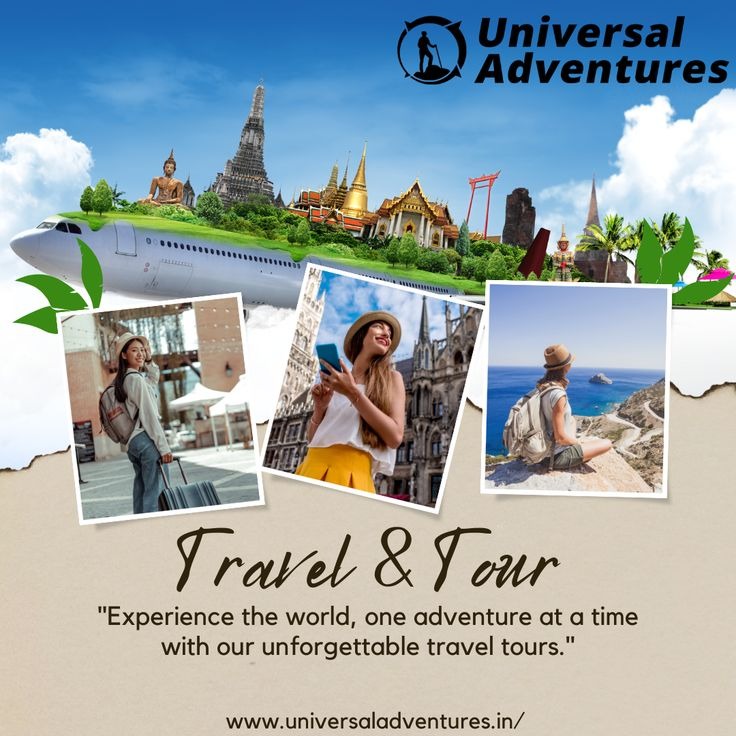 Universal
Adventures
Travel & Tour
"Experience the world, one adventure at a time
with our unforgettable travel tours."
www.universaladventures.in/